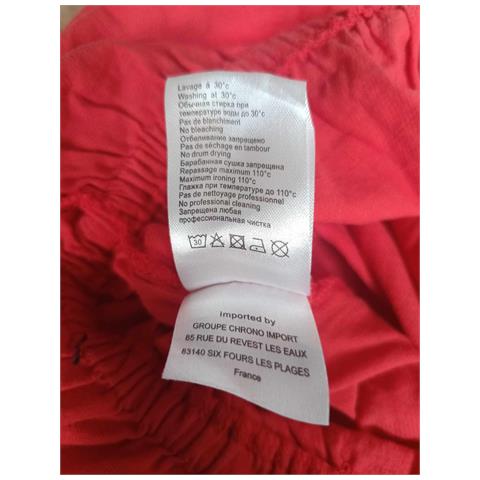 Lavage à 30°c
Washing at 30°c
Обычная стирка при
температуре воды до 30°c
Pas de blanchiment
No bleaching
Отбеливание запрещено
Pas de séchage en tambour
No drum drying
Барабанная сушка запрещена
Repassage maximum 110°c
Maximum ironing 110°c
Глажка при температуре до 110°c
Pas de nettoyage professionnel
No professional cleaning
Запрещена любая
профессиональная чистка
30
Imported by
GROUPE CHRONO IMPORT
85 RUE DU REVEST LES EAUX
83140 SIX FOURS LES PLAGES
France